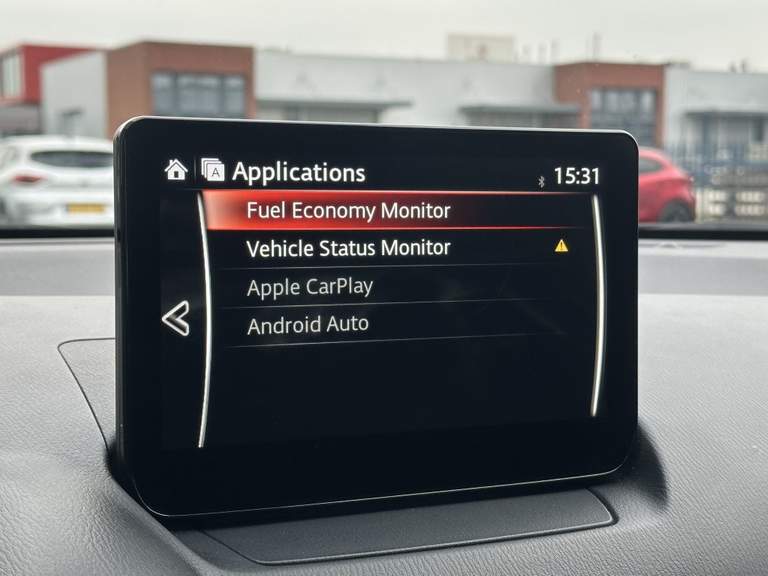 A Applications 15:31
Fuel Economy Monitor
Vehicle Status Monitor
Apple CarPlay
Android Auto